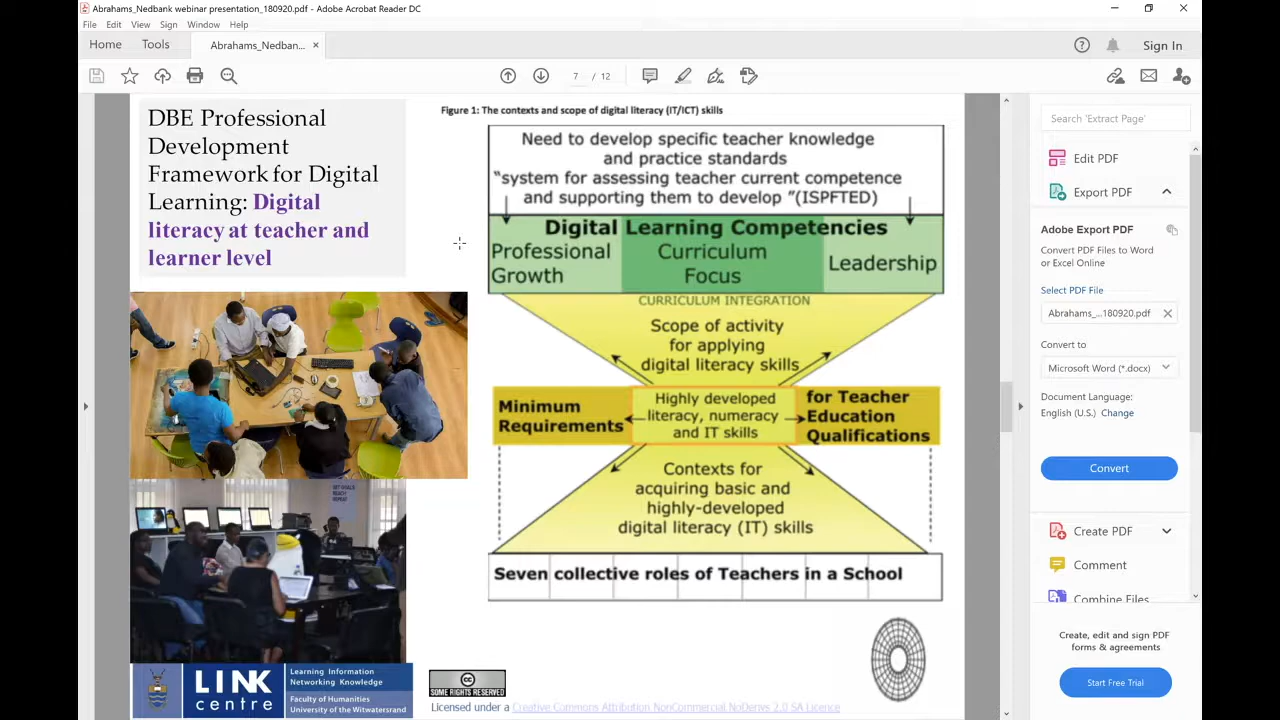 Abrahams_Nedbank webinar presentation_180920.pdf - Adobe Acrobat Reader DC
File Edit View Sign Window Help
Home Tools Abrahams_Nedban... × Sign In
7 / 12
DBE Professional
Development
Framework for Digital
Learning: Digital
literacy at teacher and
learner level
Figure 1: The contexts and scope of digital literacy (IT/ICT) skills
Need to develop specific teacher knowledge
and practice standards
"system for assessing teacher current competence
and supporting them to develop "(ISPFTED)
Digital Learning Competencies
Professional
Growth
Curriculum
Focus
Leadership
CURRICULUM INTEGRATION
Scope of activity
for applying
digital literacy skills
Minimum
Requirements
Highly developed
literacy, numeracy
and IT skills
for Teacher
Education
Qualifications
Contexts for
acquiring basic and
highly-developed
digital literacy (IT) skills
Seven collective roles of Teachers in a School
LINK
centre
Learning Information
Networking Knowledge
Faculty of Humanities
University of the Witwatersrand
cc
SOME RIGHTS RESERVED
Licensed under a Creative Commons Attribution NonCommercial NoDerivs 2.0 SA Licence
Search 'Extract Page'
Edit PDF
Export PDF
Adobe Export PDF
Convert PDF Files to Word
or Excel Online
Select PDF File
Abrahams_...180920.pdf
Convert to
Microsoft Word (*.docx)
Document Language:
English (U.S.) Change
Convert
Create PDF
Comment
Combine Files
Create, edit and sign PDF
forms & agreements
Start Free Trial